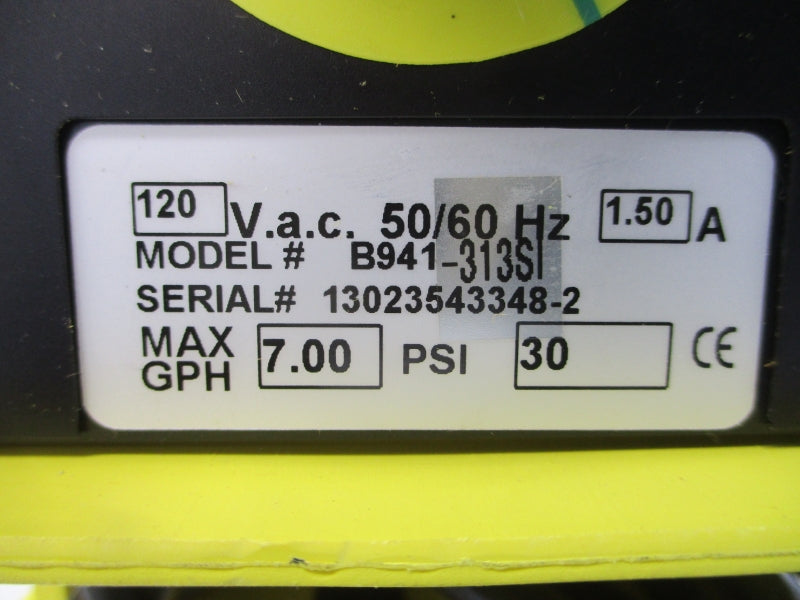 120 V.a.c. 50/60 Hz 1.50 A
MODEL # B941-313SI
SERIAL# 13023543348-2
MAX GPH 7.00 PSI 30 CE